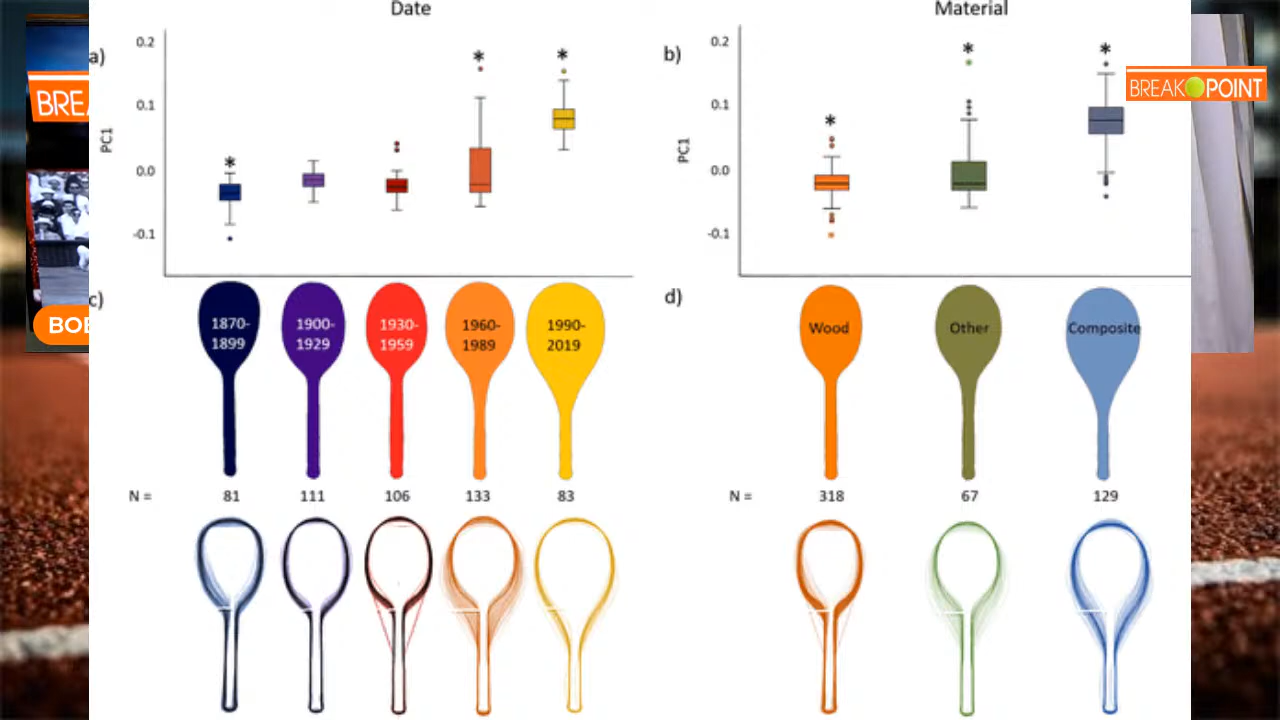 Date
Material
a)
0.2
0.1
0.0
-0.1
PC1
*
*
*
b)
0.2
0.1
0.0
-0.1
PC1
*
*
*
BREAK POINT
BREA
BOB
c)
1870-
1899
1900-
1929
1930-
1959
1960-
1989
1990-
2019
d)
Wood
Other
Composite
N =
81
111
106
133
83
N =
318
67
129